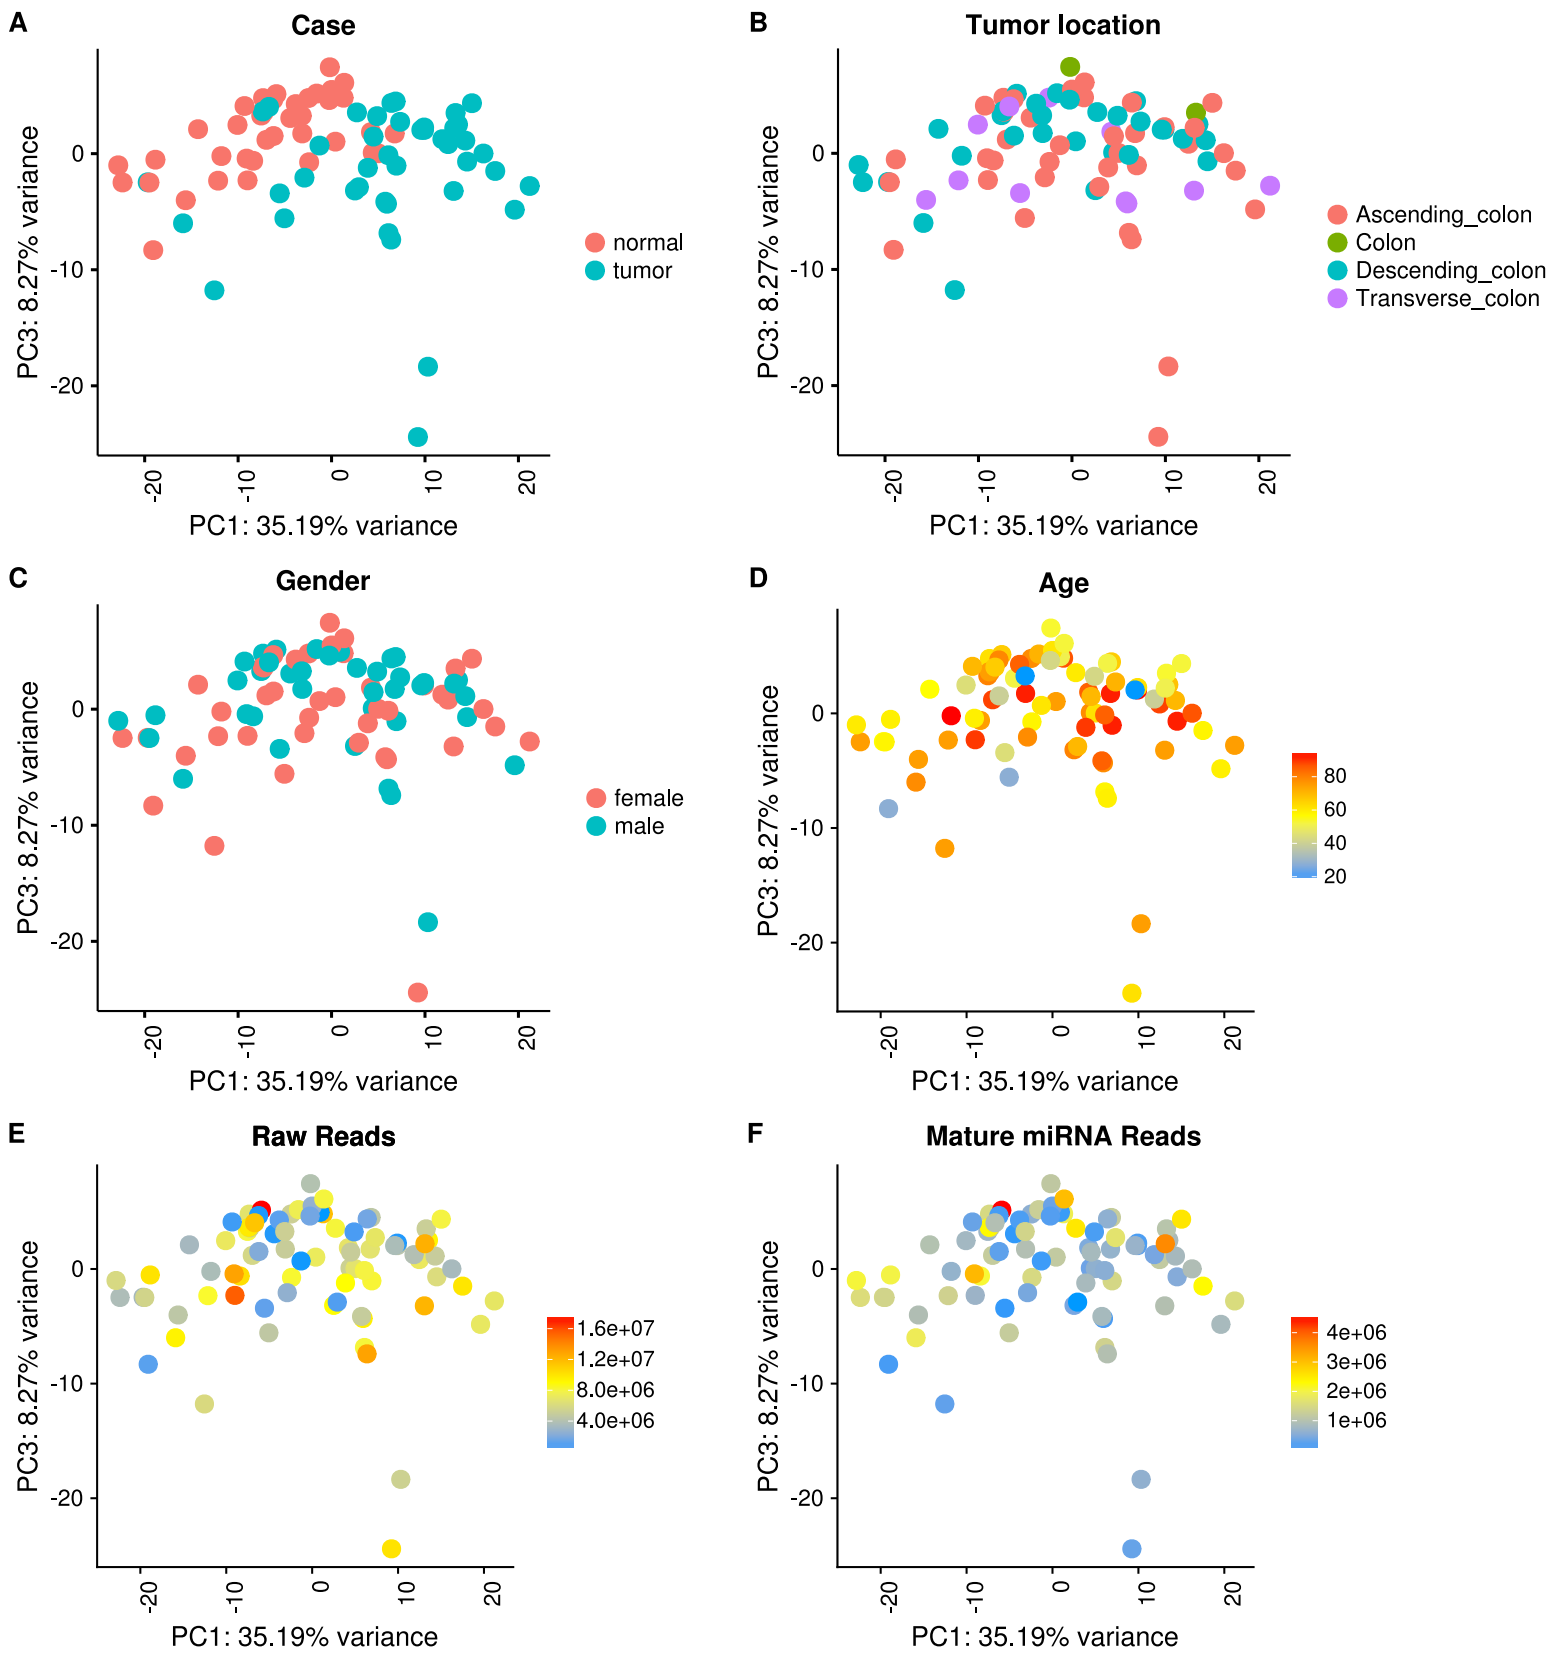 A
Case
PC3: 8.27% variance
0
-10
-20
-20
-10
0
10
20
PC1: 35.19% variance
normal
tumor
B
Tumor location
PC3: 8.27% variance
0
-10
-20
-20
-10
0
10
20
PC1: 35.19% variance
Ascending_colon
Colon
Descending_colon
Transverse_colon
C
Gender
PC3: 8.27% variance
0
-10
-20
-20
-10
0
10
20
PC1: 35.19% variance
female
male
D
Age
PC3: 8.27% variance
0
-10
-20
-20
-10
0
10
20
PC1: 35.19% variance
80
60
40
20
E
Raw Reads
PC3: 8.27% variance
0
-10
-20
-20
-10
0
10
20
PC1: 35.19% variance
1.6e+07
1.2e+07
8.0e+06
4.0e+06
F
Mature miRNA Reads
PC3: 8.27% variance
0
-10
-20
-20
-10
0
10
20
PC1: 35.19% variance
4e+06
3e+06
2e+06
1e+06